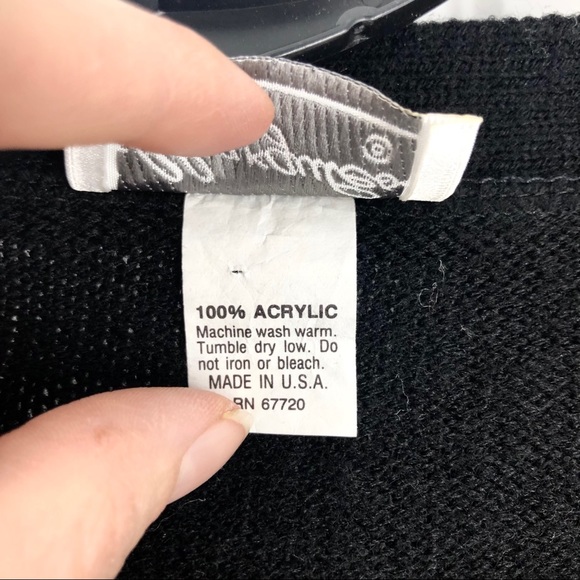 ®
100% ACRYLIC
Machine wash warm.
Tumble dry low. Do
not iron or bleach.
MADE IN U.S.A.
RN 67720